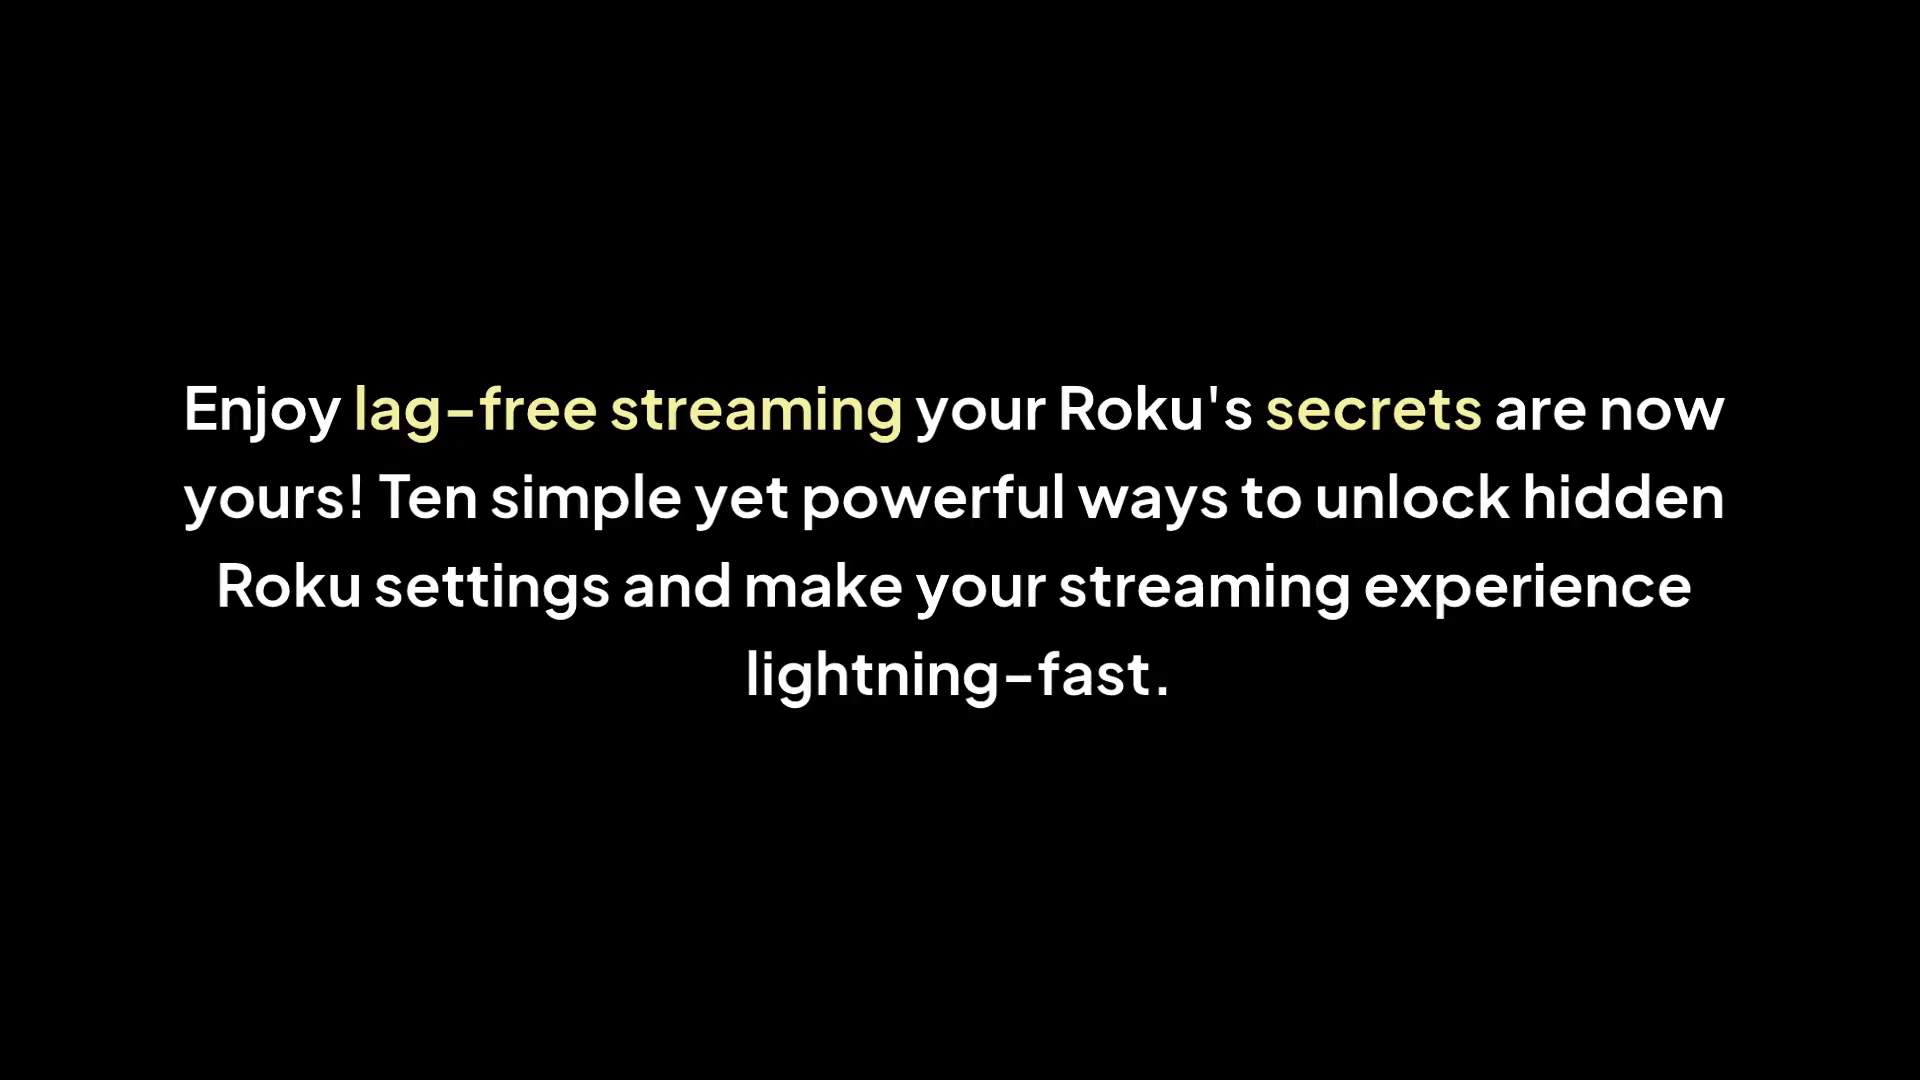 Enjoy lag-free streaming your Roku's secrets are now
yours! Ten simple yet powerful ways to unlock hidden
Roku settings and make your streaming experience
lightning-fast.